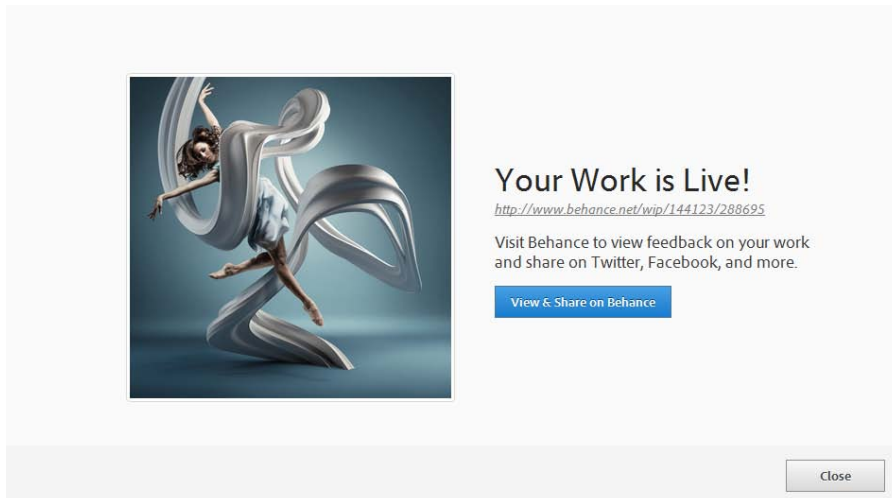 Your Work is Live!
http://www.behance.net/wip/144123/288695
Visit Behance to view feedback on your work
and share on Twitter, Facebook, and more.
View & Share on Behance
Close